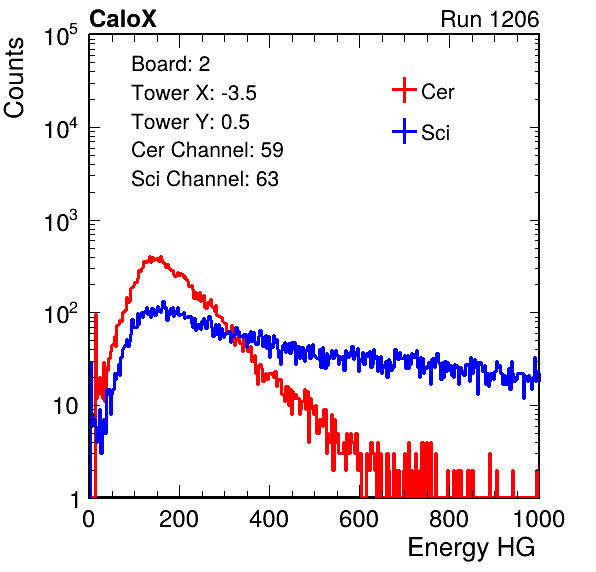 CaloX Run 1206
Counts
Board: 2
Tower X: -3.5
Tower Y: 0.5
Cer Channel: 59
Sci Channel: 63
Cer
Sci
10^5
10^4
10^3
10^2
10
1
0 200 400 600 800 1000
Energy HG